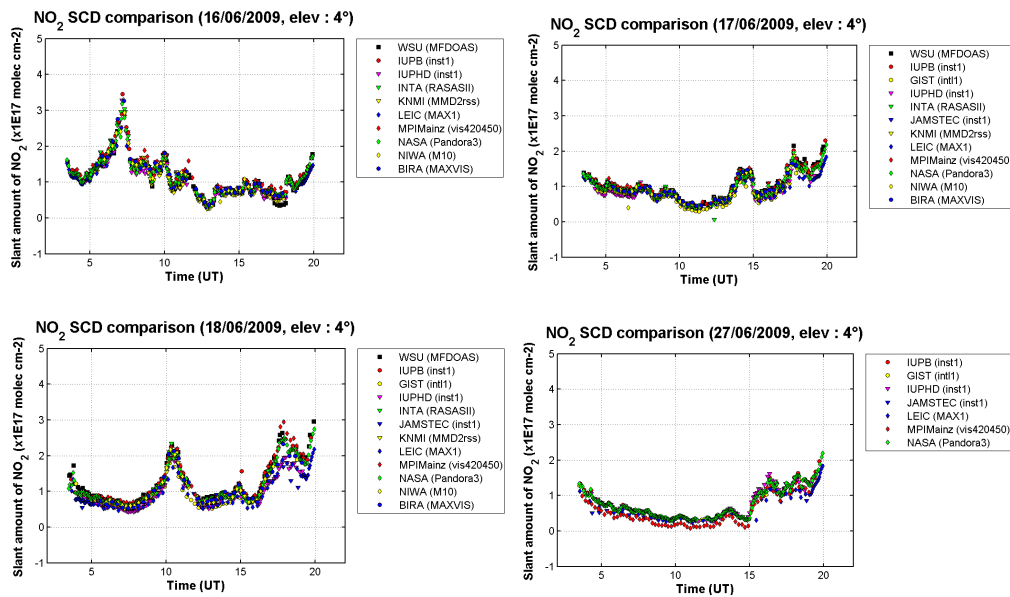 NO2 SCD comparison (16/06/2009, elev : 4°)
Slant amount of NO2 (x1E17 molec cm-2)
5
4
3
2
1
0
-1
5
10
15
20
Time (UT)
WSU (MFDOAS)
IUPB (inst1)
IUPHD (inst1)
INTA (RASASII)
KNMI (MMD2rss)
LEIC (MAX1)
MPIMainz (vis420450)
NASA (Pandora3)
NIWA (M10)
BIRA (MAXVIS)
NO2 SCD comparison (17/06/2009, elev : 4°)
Slant amount of NO2 (x1E17 molec cm-2)
5
4
3
2
1
0
-1
5
10
15
20
Time (UT)
WSU (MFDOAS)
IUPB (inst1)
GIST (intl1)
IUPHD (inst1)
INTA (RASASII)
JAMSTEC (inst1)
KNMI (MMD2rss)
LEIC (MAX1)
MPIMainz (vis420450)
NASA (Pandora3)
NIWA (M10)
BIRA (MAXVIS)
NO2 SCD comparison (18/06/2009, elev : 4°)
Slant amount of NO2 (x1E17 molec cm-2)
5
4
3
2
1
0
-1
5
10
15
20
Time (UT)
WSU (MFDOAS)
IUPB (inst1)
GIST (intl1)
IUPHD (inst1)
INTA (RASASII)
JAMSTEC (inst1)
KNMI (MMD2rss)
LEIC (MAX1)
MPIMainz (vis420450)
NASA (Pandora3)
NIWA (M10)
BIRA (MAXVIS)
NO2 SCD comparison (27/06/2009, elev : 4°)
Slant amount of NO2 (x1E17 molec cm-2)
5
4
3
2
1
0
-1
5
10
15
20
Time (UT)
IUPB (inst1)
GIST (intl1)
IUPHD (inst1)
JAMSTEC (inst1)
LEIC (MAX1)
MPIMainz (vis420450)
NASA (Pandora3)